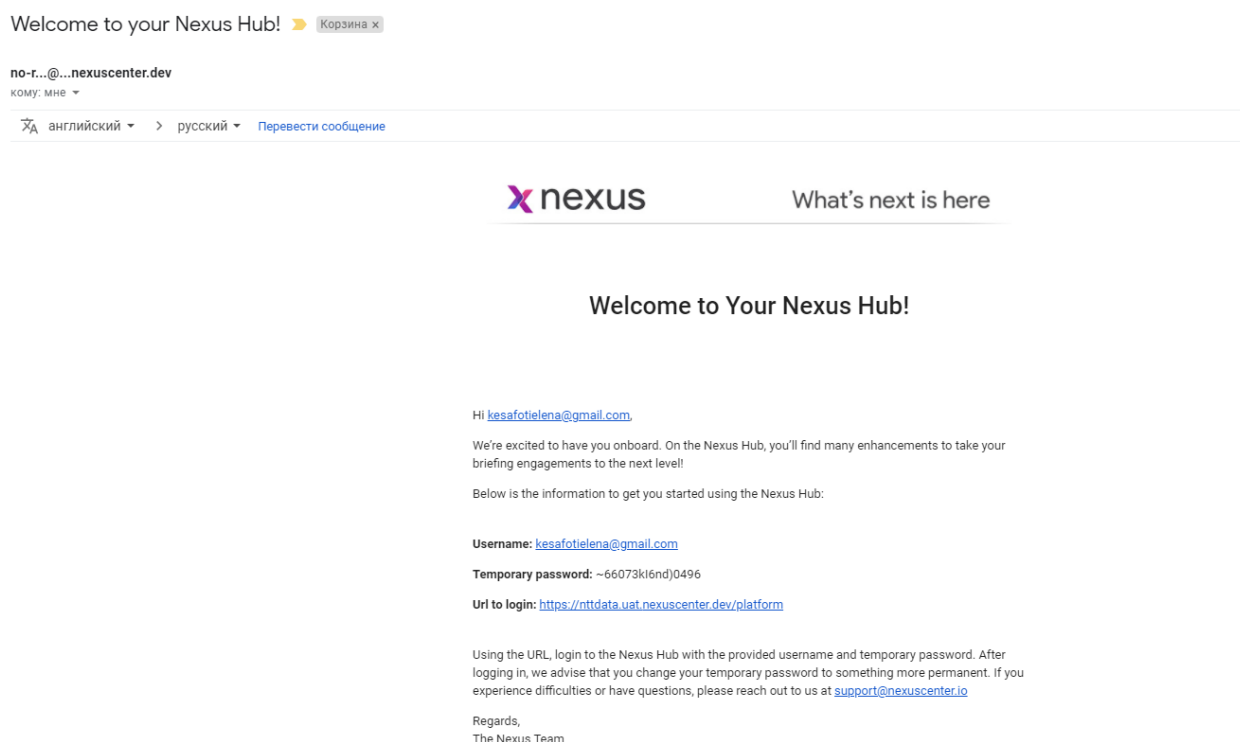 Welcome to your Nexus Hub! Корзина ×
no-r...@...nexuscenter.dev
кому: мне
английский > русский Перевести сообщение
nexus What's next is here
Welcome to Your Nexus Hub!
Hi kesafotielena@gmail.com,
We're excited to have you onboard. On the Nexus Hub, you'll find many enhancements to take your
briefing engagements to the next level!
Below is the information to get you started using the Nexus Hub:
Username: kesafotielena@gmail.com
Temporary password: ~66073kI6nd)0496
Url to login: https://nttdata.uat.nexuscenter.dev/platform
Using the URL, login to the Nexus Hub with the provided username and temporary password. After
logging in, we advise that you change your temporary password to something more permanent. If you
experience difficulties or have questions, please reach out to us at support@nexuscenter.io
Regards,
The Nexus Team